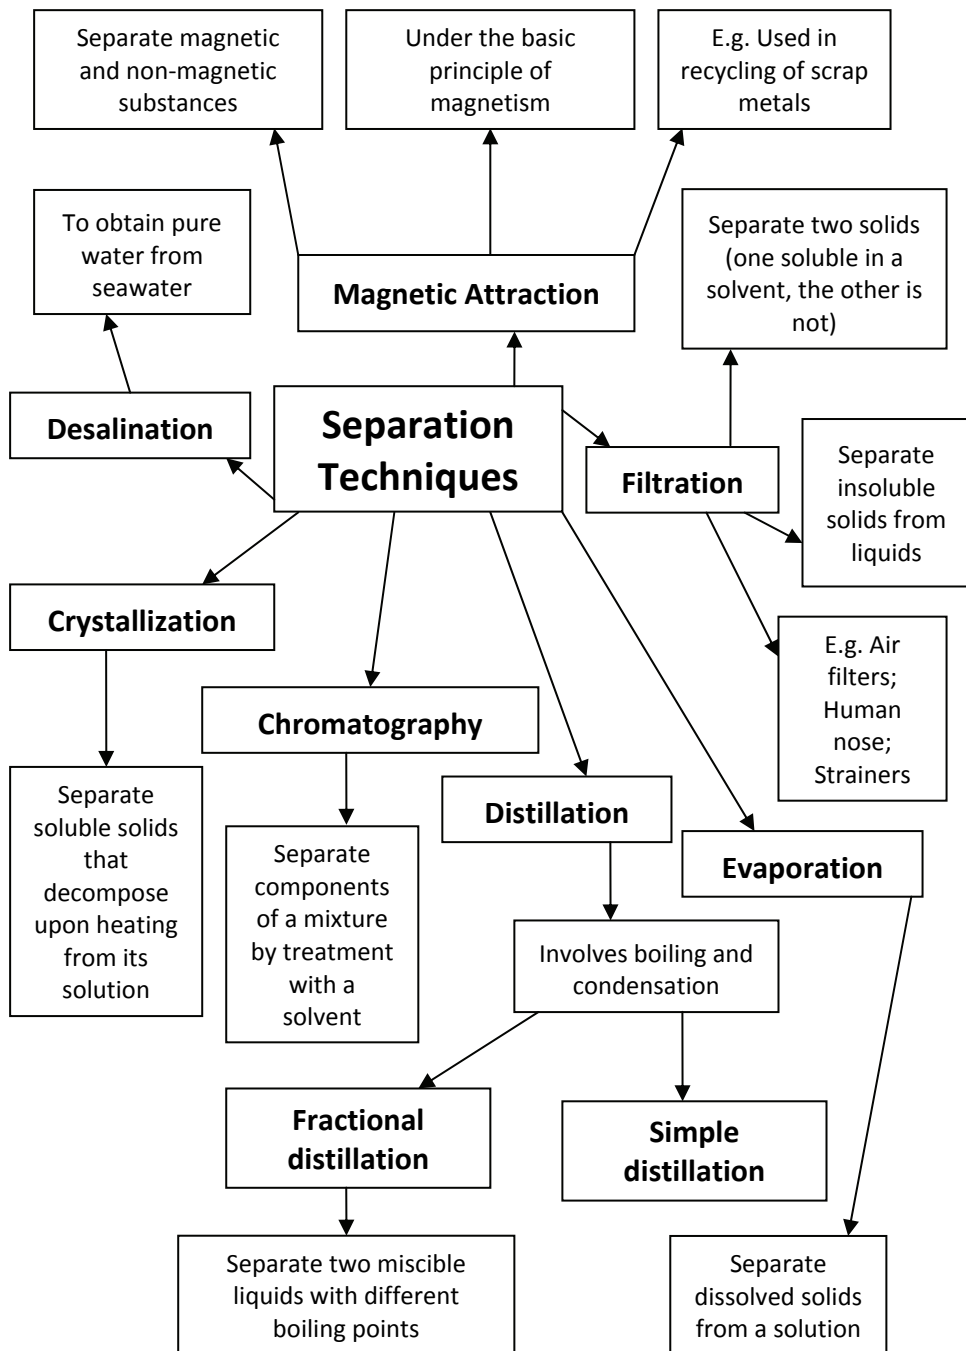 Separate magnetic
and non-magnetic
substances
Under the basic
principle of
magnetism
E.g. Used in
recycling of scrap
metals
To obtain pure
water from
seawater
Separate two solids
(one soluble in a
solvent, the other is
not)
Magnetic Attraction
Desalination
Separation
Techniques
Filtration
Separate
insoluble
solids from
liquids
Crystallization
E.g. Air
filters;
Human
nose;
Strainers
Chromatography
Separate
soluble solids
that
decompose
upon heating
from its
solution
Distillation
Separate
components
of a mixture
by treatment
with a
solvent
Evaporation
Involves boiling and
condensation
Fractional
distillation
Simple
distillation
Separate two miscible
liquids with different
boiling points
Separate
dissolved solids
from a solution